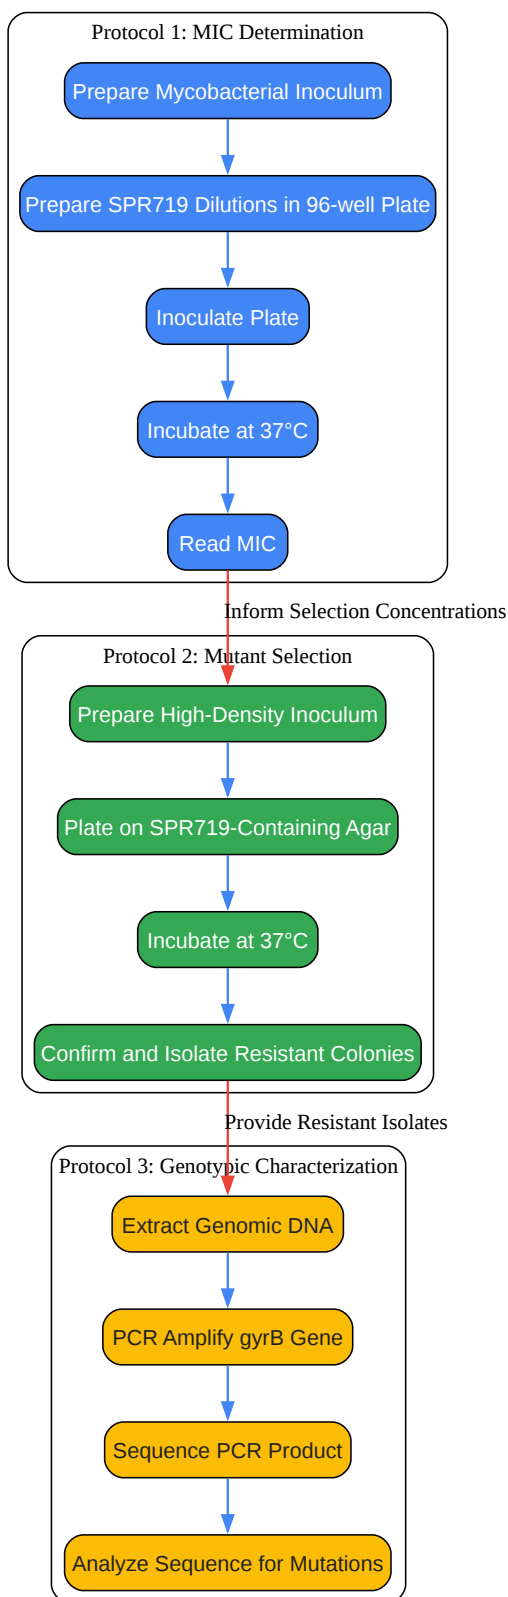 Protocol 1: MIC Determination
Prepare Mycobacterial Inoculum
Prepare SPR719 Dilutions in 96-well Plate
Inoculate Plate
Incubate at 37°C
Read MIC
Inform Selection Concentrations
Protocol 2: Mutant Selection
Prepare High-Density Inoculum
Plate on SPR719-Containing Agar
Incubate at 37°C
Confirm and Isolate Resistant Colonies
Provide Resistant Isolates
Protocol 3: Genotypic Characterization
Extract Genomic DNA
PCR Amplify gyrB Gene
Sequence PCR Product
Analyze Sequence for Mutations